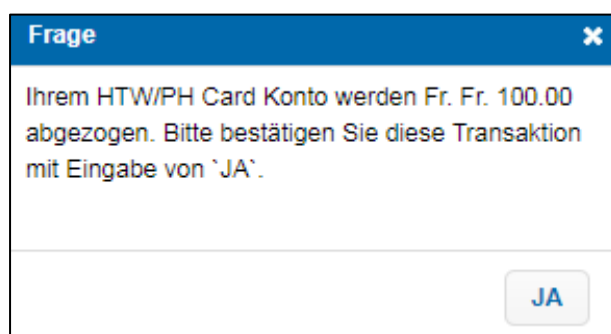 Frage
Ihrem HTW/PH Card Konto werden Fr. Fr. 100.00
abgezogen. Bitte bestätigen Sie diese Transaktion
mit Eingabe von `JA`.
JA